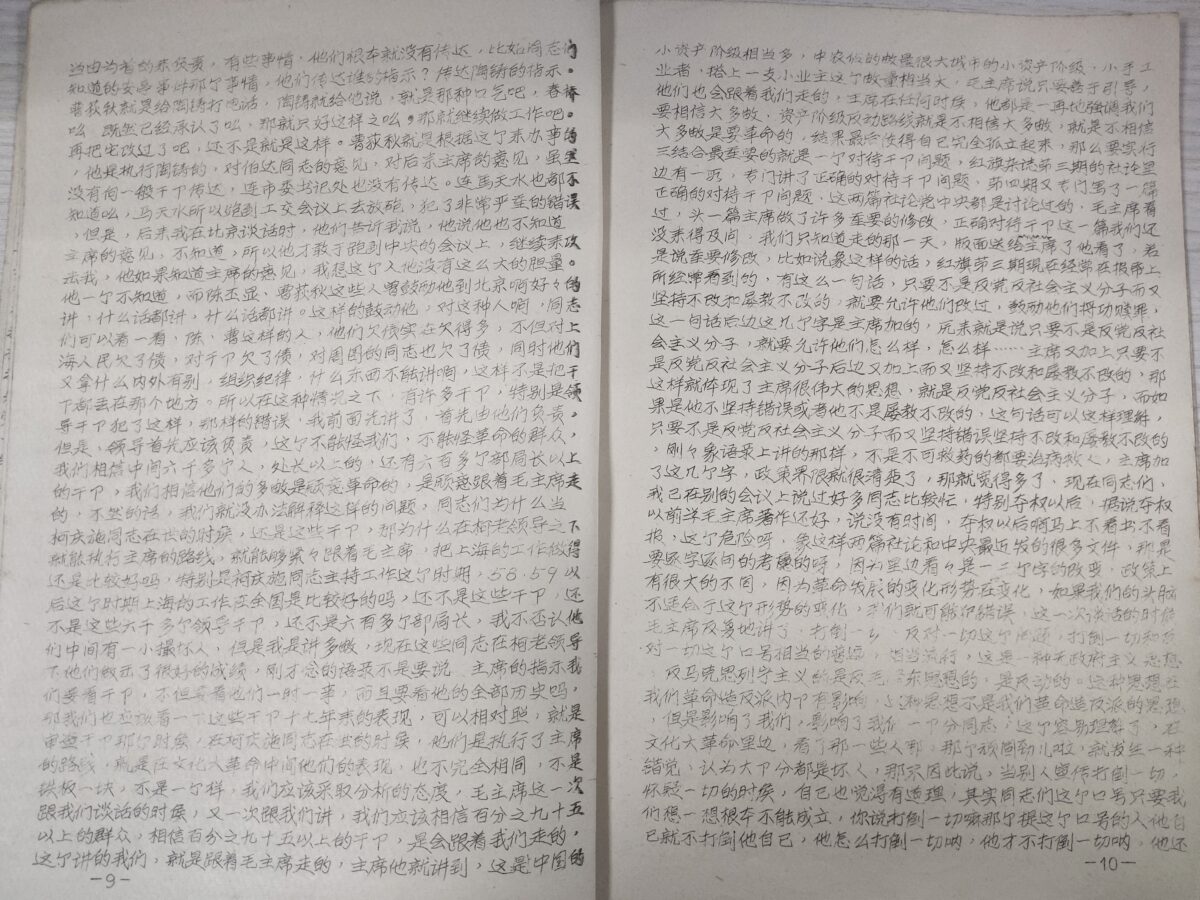 当由为首的来负责，有些事情，他们根本就没有传达，比如同志们
知道的安亭事件那个事情，他们传达谁的指示？传达陶铸的指示。
曹荻秋就是给陶铸打电话，陶铸就给他说，就是那种口气吧，春桥
么 既然已经承认了么，那就只好这样之么。那就继续做工作吧。
再把它改过了吧，还不是就是这样。曹荻秋就是根据这个来办事的
，他是执行陶铸的，对伯达同志的意见，对后来主席的意见，虽
没有向一般干卩传达，连市委书记处也没有传达。连马天水也都不
知道么，马天水所以跑到工交会议上去放砲，犯了非常严重的错误
，但是，后来我在北京谈话时，他们告诉我说，他说他也不知道
主席的意见，不知道，所以他才敢于跑到中央的会议上，继续来攻
去我，他如果知道主席的意见，我想这个人他没有这么大的胆量。
他一个不知道，而陈丕显、曹荻秋这些人要鼓动他到北京啊好々的
讲，什么话都讲，什么话都讲。这样的鼓动他，对这种人啊，同志
们可以看一看，陈、曹这样的人，他们欠债实在欠得多，不但对上
海人民欠了债，对干卩欠了债，对周围的同志也欠了债，同时他们
又拿什么内外有别，组织纪律，什么东西不能讲啊，这样不是把干
卩都丢在那个地方。所以在这种情况之下，有许多干卩，特别是领
导干卩犯了这样，那样的错误，我前面先讲了，首先由他们负责，
但是、领导首先应该负责，这个不能怪我们，不能怪革命的群众，
我们相信中间六千多个人，处长以上的，还有六百多个部局长以上
的干卩，我们相信他们的多数是愿意革命的，是愿意跟着毛主席走
的，不然的话，我们就没办法解释这样的问题，同志们为什么当
柯庆施同志在世的时候，还是这些干卩，那为什么在柯老领导之下
就能执行主席的路线，就能够紧々跟着毛主席，把上海的工作做得
还是比较好吗，特别是柯庆施同志主持工作这个时期，58.59以
后这个时期上海的工作在全国是比较好的吗，还不是这些干卩，还
不是这些六千多个领导干卩，还不是六百多个部局长，我不否认他
们中间有一小撮坏人，但是我是讲多数，现在这些同志在柯老领导
下他们做出了很好的成绩，刚才念的语录不是要说 主席的指示我
们要看干卩，不但要看他们一时一事，而且要看他的全部历史吗，
那我们也应该看一下这些干卩十七年来的表现，可以相对照，就是
审查干卩那个时候，在柯庆施同志在世的时侯，他们是执行了主席
的路线，就是在文化大革命中间他们的表现，也不完全相同，不是
铁板一块，不是一个样，我们应该采取分析的态度，毛主席这一次
跟我们谈话的时候，又一次跟我们讲，我们应该相信百分之九十五
以上的群众，相信百分之九十五以上的干卩，是会跟着我们走的，
这个讲的我们，就是跟着毛主席走的，主席他就讲到，这是中国的
—9—
小资产阶级相当多，中农的数量很大城市的小资产阶级，小手工
业者，搭上一支小业主这个数量相当大，毛主席说只要善于引导，
他们也会跟着我们走的，主席在任何时候，他都是一再地强调我们
要相信大多数，资产阶级反动路线就是不相信大多数，就是不相信
大多数是要革命的，结果最后使得自己完全孤立起来，那么要实行
三结合最重要的就是一个对待干卩问题，红旗杂试第三期的社论里
边有一项，专门讲了正确的对待干卩问题，第四期又专门写了一篇
正确的对待干卩问题，这两篇社论党中央都是讨论过的，毛主席看
过，头一篇主席做了许多重要的修改，正确对待干卩这一篇我们还
没来得及问，我们只知道走的那一天，版面送给主席了他看了，若
是说重要修改，比如说象这样的话，红旗第三期现在经常在报希上
所经常看到的，有这么一句话，只要不是反党反社会主义分子而又
坚持不改和屡教不改的，就要允许他们改过，鼓励他们将功赎罪，
这一句话后边这几个字是主席加的，原来就是说只要不是反党反社
会主义分子，就要允许他们怎么样，怎么样……主席又加上只要不
是反党反社会主义分子后边又加上而又坚持不改和屡教不改的，那
这样就体现了主席很伟大的思想，就是反党反社会主义分子，而如
果是他不坚持错误或者他不是屡教不改的，这句话可以这样理解，
只要不是反党反社会主义分子而又坚持错误坚持不改和屡教不改的
，刚々象语录上讲的那样，不是不可救药的都要治病救人，主席加
了这几个字，政策界限就很清楚了，那就宽得多了，现在同志们，
我已在别的会议上说过好多同志比较忙，特别夺权以后，据说夺权
以前洋毛主席著作还好，说没有时间，夺权以后啊马上不看书不看
报，这个危险呀，象这样两篇社论和中央最近发的很多文件，那是
要逐字逐句的考虑的呀，因为里边看々是一二个字的改变，政策上
有很大的不同，因为革命发展的变化形势在变化，如果我们的头脑
不适合于这个形势的变化，我们就可能犯错误，这一次谈话的时侯
毛主席反复地讲了，打倒一切 反对一切这个问题，打倒一切和反
对一切这个口号相当的 ，相当流行，这是一种无政府主义思想
反马克思列宁主义的是反毛 东思想的，是反动的。这种思想在
我们革命造反派内卩有影响，这种思想不是我们革命造反派的思想
，但是影响了我们，影响了我们一卩分同志，这个容易理解了，在
文化大革命里边，看了那一些人那，那个被倒啦，就发生一种
错觉，认为大卩分都是坏人，那因此说，当别人宣传打倒一切，
怀疑一切的时侯，自己也觉得有道理，其实同志们这个口号只要我
们想一想根本不能成立，你说打倒一切嘛那个提这个口号的人他自
己就不打倒他自己，他怎么打倒一切呐，他才不打倒一切呐，他还
—10—